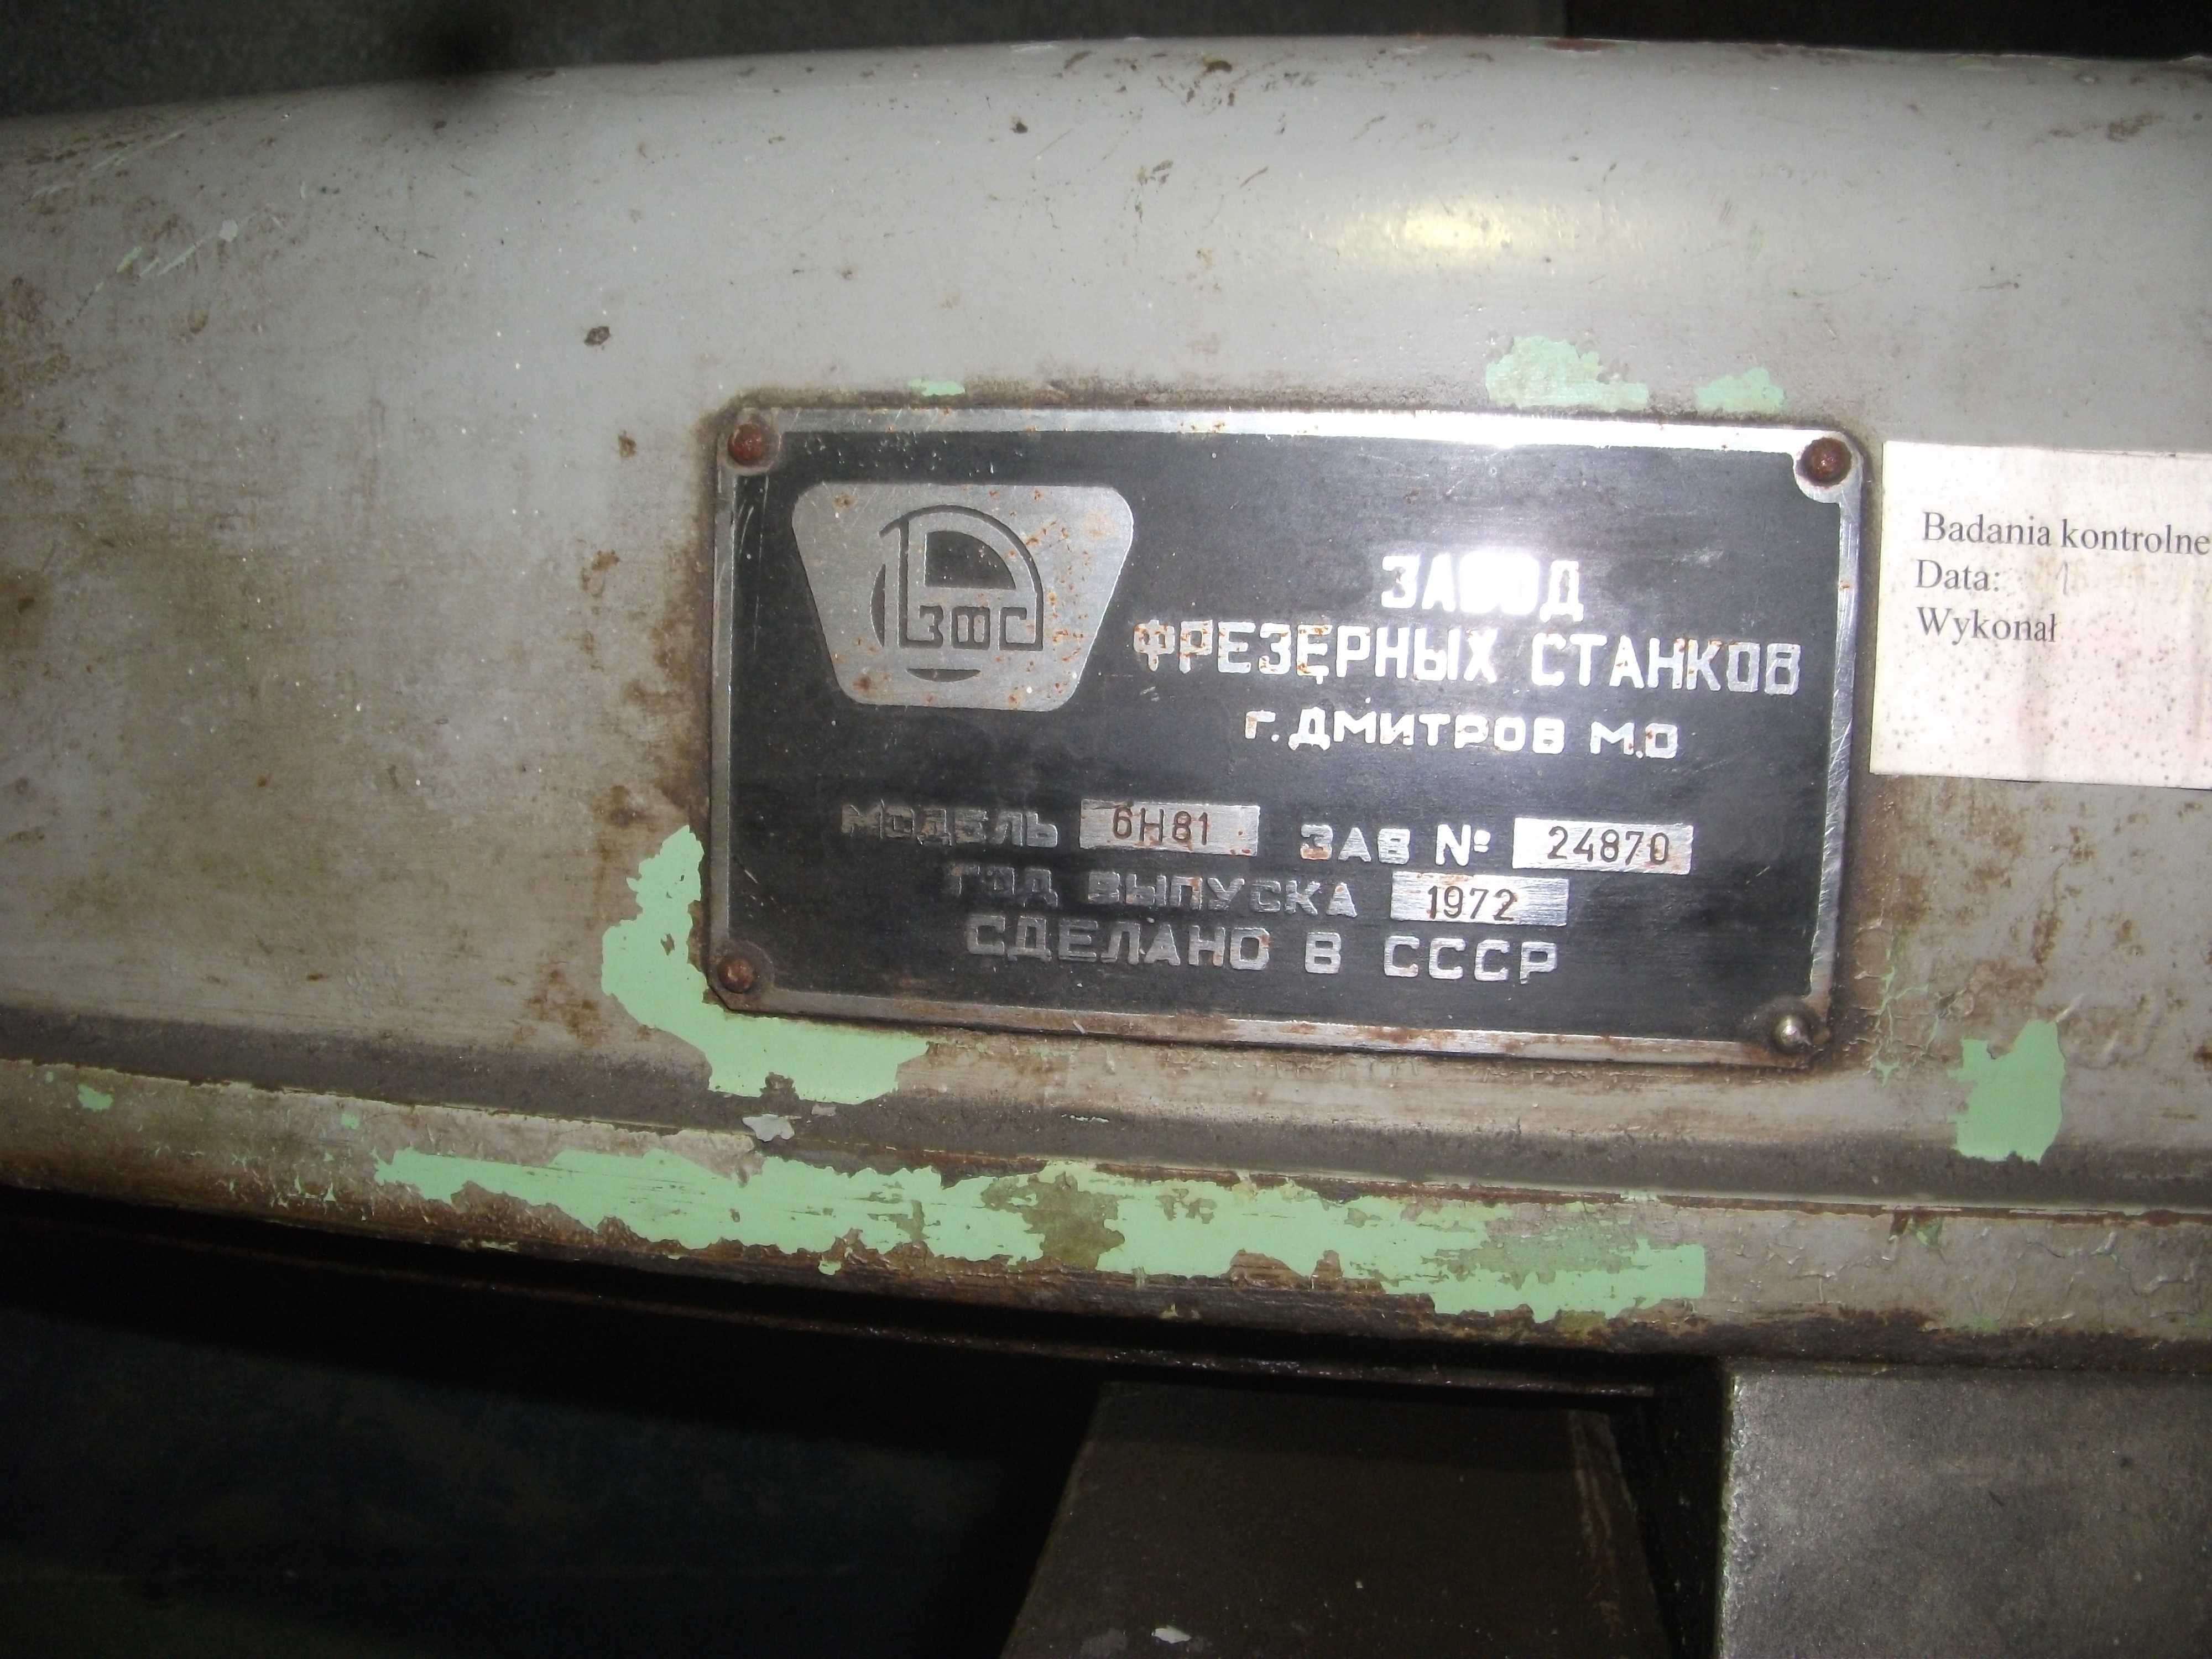 ЗФС
ЗАВОД
ФРЕЗЕРНЫХ СТАНКОВ
г. ДМИТРОВ М.О
МОДЕЛЬ 6Н81 ЗАВ № 24870
ГОД ВЫПУСКА 1972
СДЕЛАНО В СССР
Badania kontrolne
Data:
Wykonał